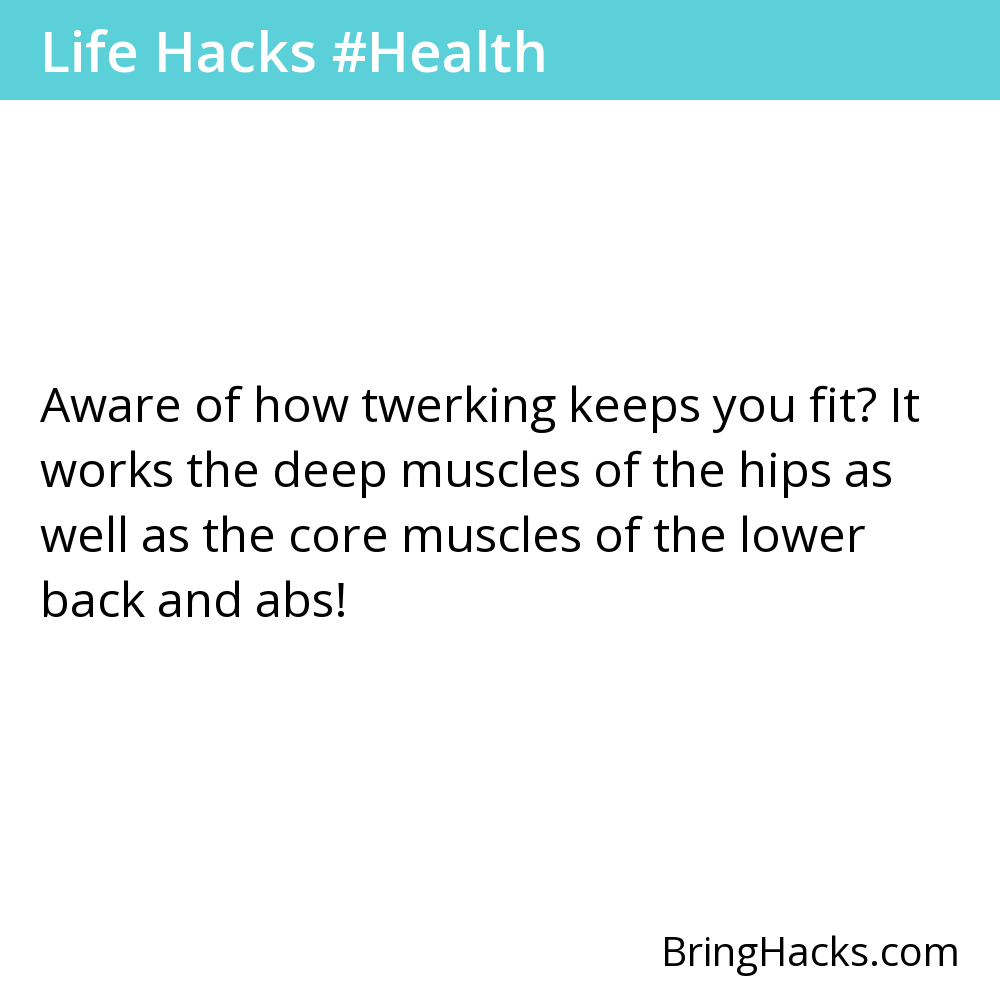 Life Hacks #Health
Aware of how twerking keeps you fit? It
works the deep muscles of the hips as
well as the core muscles of the lower
back and abs!
BringHacks.com